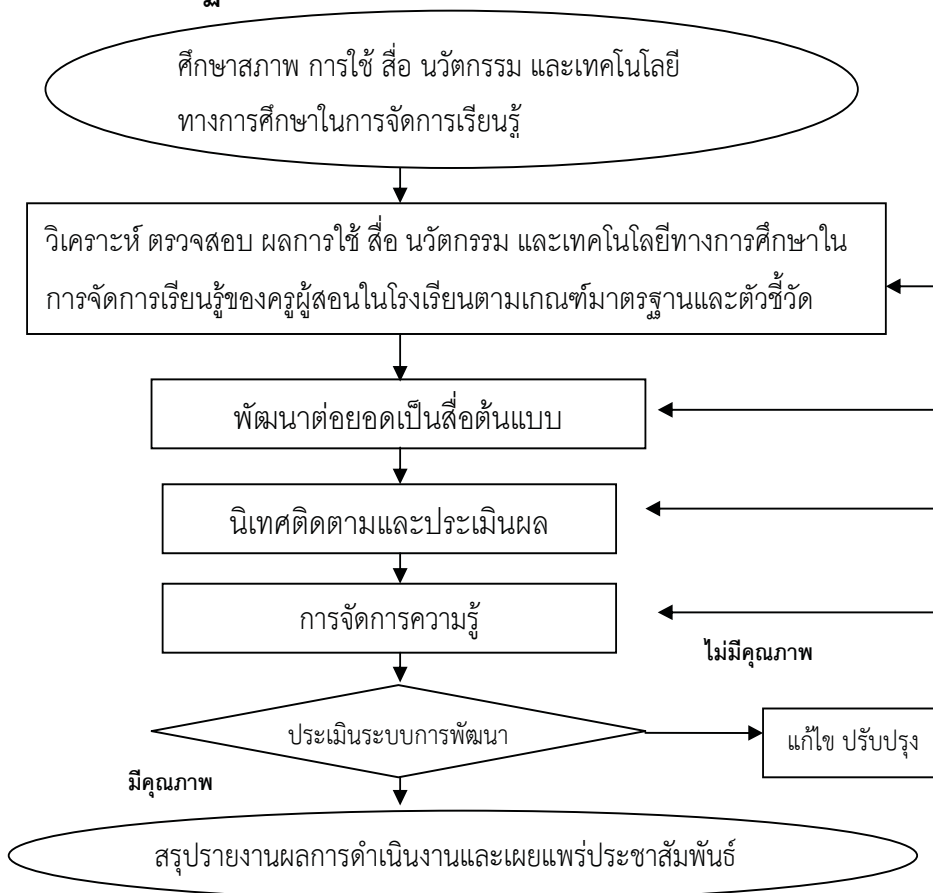 ศึกษาสภาพ การใช้ สื่อ นวัตกรรม และเทคโนโลยี
ทางการศึกษาในการจัดการเรียนรู้
วิเคราะห์ ตรวจสอบ ผลการใช้ สื่อ นวัตกรรม และเทคโนโลยีทางการศึกษาใน
การจัดการเรียนรู้ของครูผู้สอนในโรงเรียนตามเกณฑ์มาตรฐานและตัวชี้วัด
พัฒนาต่อยอดเป็นสื่อต้นแบบ
นิเทศติดตามและประเมินผล
การจัดการความรู้
ไม่มีคุณภาพ
ประเมินระบบการพัฒนา
แก้ไข ปรับปรุง
มีคุณภาพ
สรุปรายงานผลการดำเนินงานและเผยแพร่ประชาสัมพันธ์